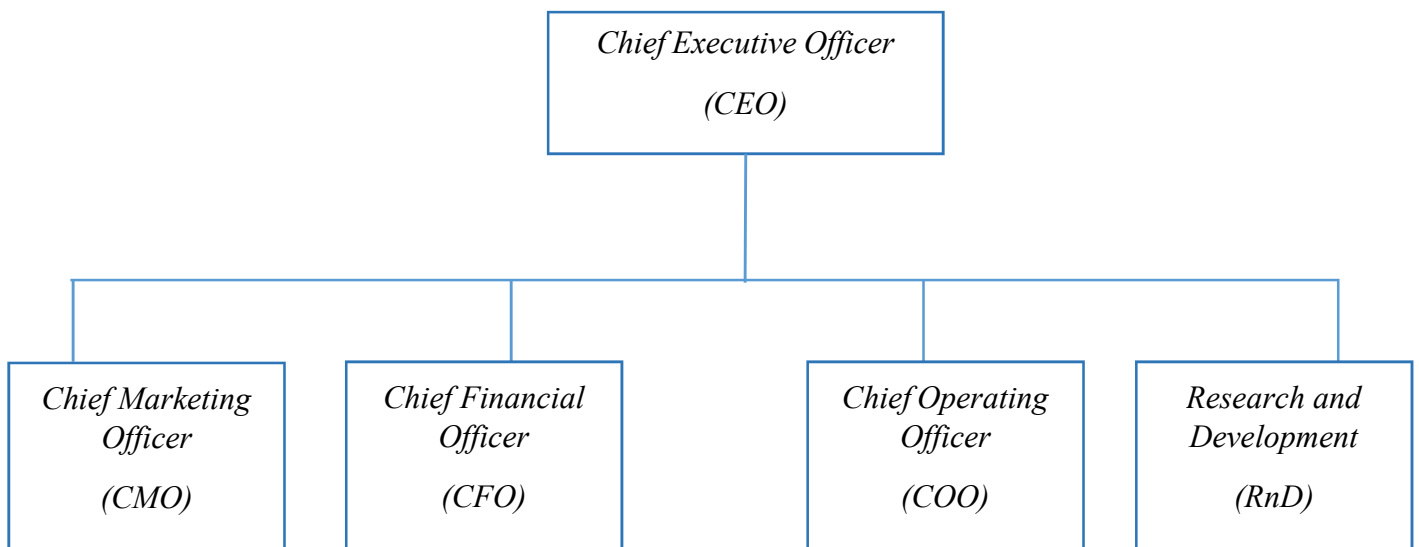 Chief Executive Officer
(CEO)
Chief Marketing
Officer
(CMO)
Chief Financial
Officer
(CFO)
Chief Operating
Officer
(COO)
Research and
Development
(RnD)